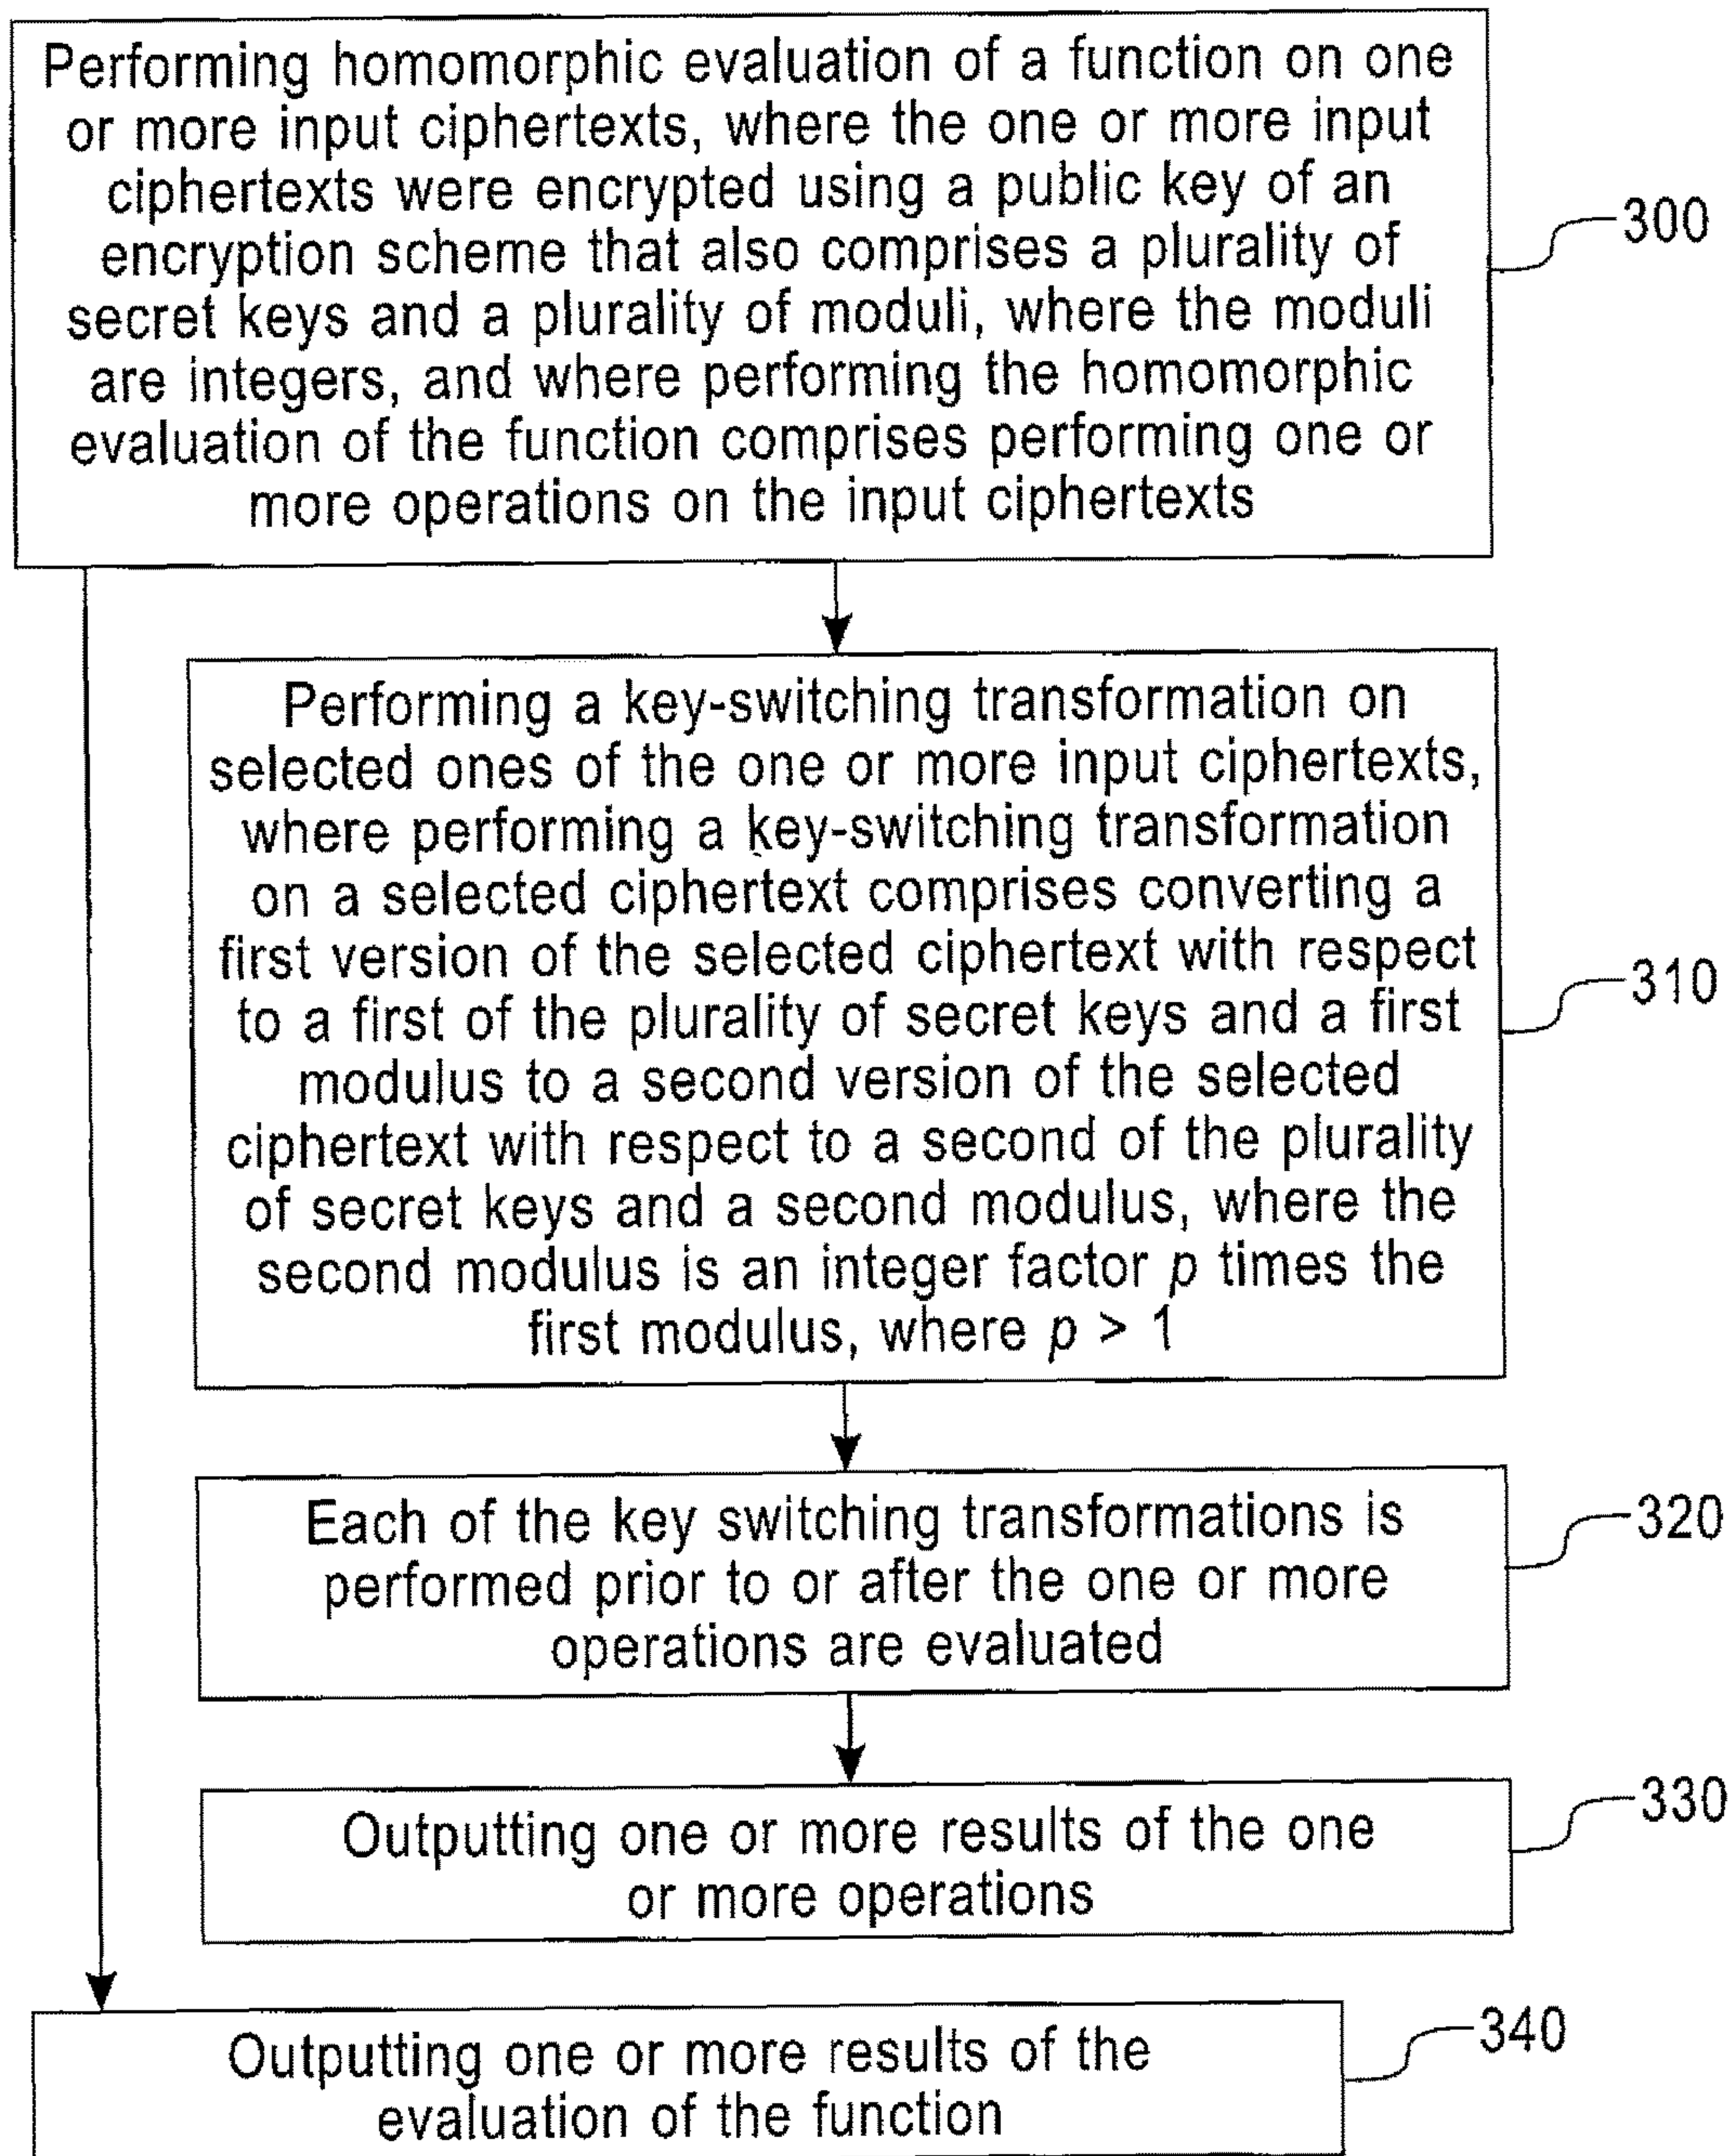 Performing homomorphic evaluation of a function on one
or more input ciphertexts, where the one or more input
ciphertexts were encrypted using a public key of an
encryption scheme that also comprises a plurality of
secret keys and a plurality of moduli, where the moduli
are integers, and where performing the homomorphic
evaluation of the function comprises performing one or
more operations on the input ciphertexts
300
Performing a key-switching transformation on
selected ones of the one or more input ciphertexts,
where performing a key-switching transformation
on a selected ciphertext comprises converting a
first version of the selected ciphertext with respect
to a first of the plurality of secret keys and a first
modulus to a second version of the selected
ciphertext with respect to a second of the plurality
of secret keys and a second modulus, where the
second modulus is an integer factor p times the
first modulus, where p > 1
310
Each of the key switching transformations is
performed prior to or after the one or more
operations are evaluated
320
Outputting one or more results of the one
or more operations
330
Outputting one or more results of the
evaluation of the function
340